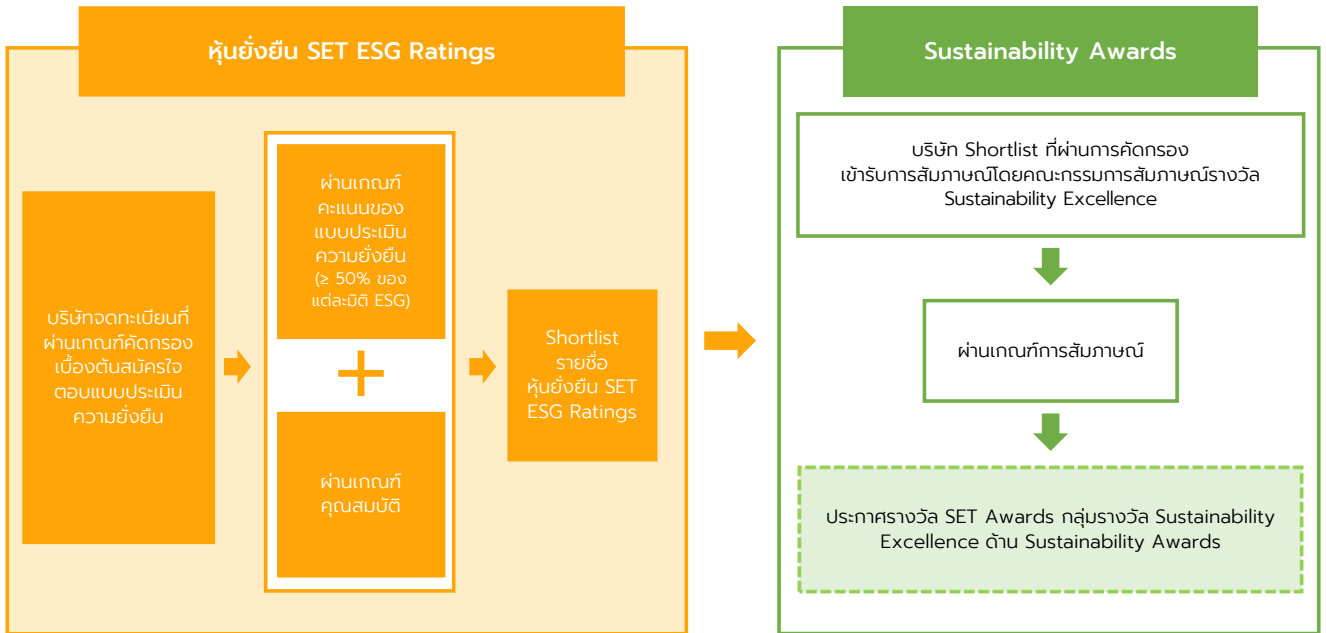 หุ้นยั่งยืน SET ESG Ratings
บริษัทจดทะเบียนที่
ผ่านเกณฑ์คัดกรอง
เบื้องต้นสมัครใจ
ตอบแบบประเมิน
ความยั่งยืน
ผ่านเกณฑ์
คะแนนของ
แบบประเมิน
ความยั่งยืน
(≥ 50% ของ
แต่ละมิติ ESG)
+
ผ่านเกณฑ์
คุณสมบัติ
Shortlist
รายชื่อ
หุ้นยั่งยืน SET
ESG Ratings
Sustainability Awards
บริษัท Shortlist ที่ผ่านการคัดกรอง
เข้ารับการสัมภาษณ์โดยคณะกรรมการสัมภาษณ์รางวัล
Sustainability Excellence
ผ่านเกณฑ์การสัมภาษณ์
ประกาศรางวัล SET Awards กลุ่มรางวัล Sustainability
Excellence ด้าน Sustainability Awards